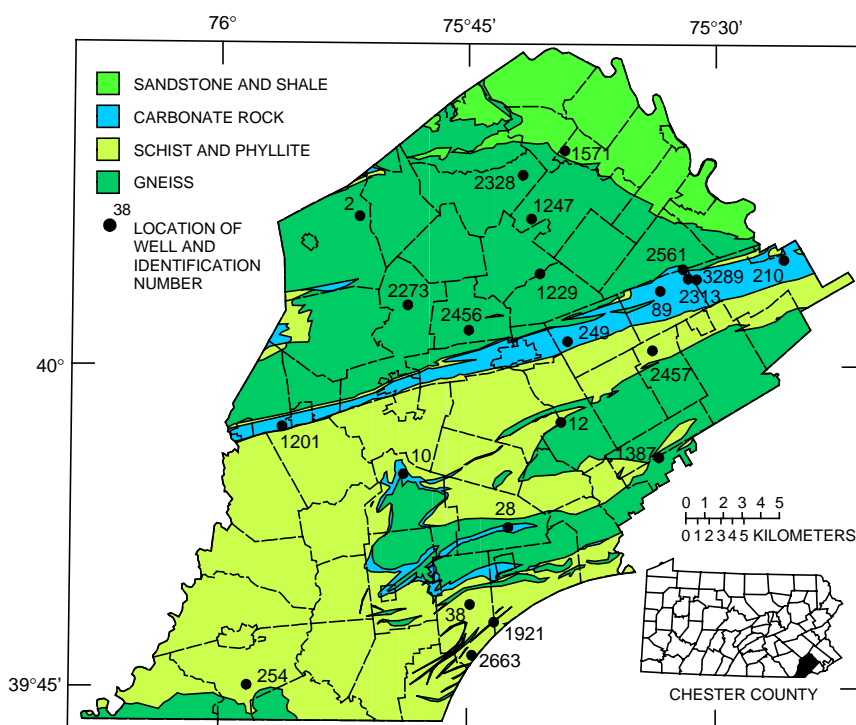 76° 75°45' 75°30'
SANDSTONE AND SHALE
CARBONATE ROCK
SCHIST AND PHYLLITE
GNEISS
38
LOCATION OF
WELL AND
IDENTIFICATION
NUMBER
1571
2328
2
1247
2561
3289 210
2273
1229
2313
89
2456
249
40°
2457
12
1201
10
1387
28
0 1 2 3 4 5
0 1 2 3 4 5 KILOMETERS
38
1921
2663
254
39°45'
CHESTER COUNTY